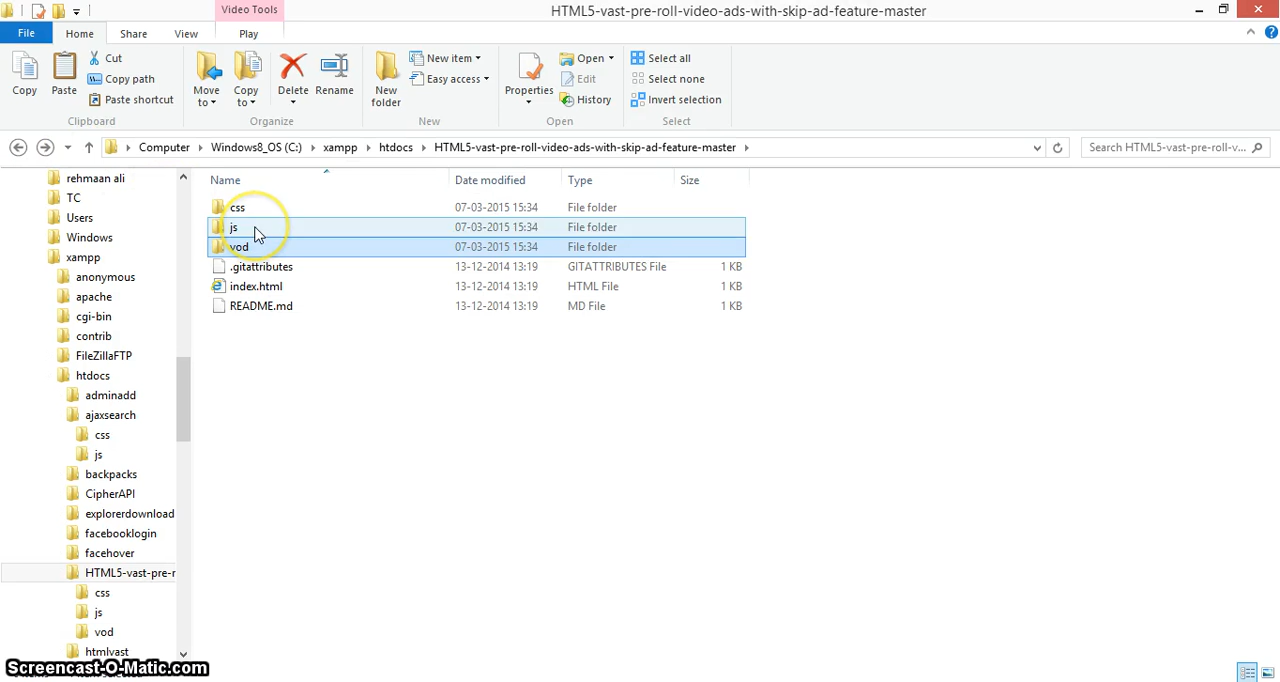 Video Tools
HTML5-vast-pre-roll-video-ads-with-skip-ad-feature-master
File
Home
Share
View
Play
Copy
Paste
Cut
Copy path
Paste shortcut
Clipboard
Move to
Copy to
Delete
Rename
Organize
New folder
New item
Easy access
New
Properties
Open
Edit
History
Open
Select all
Select none
Invert selection
Select
Computer
Windows8_OS (C:)
xampp
htdocs
HTML5-vast-pre-roll-video-ads-with-skip-ad-feature-master
Search HTML5-vast-pre-roll-v...
rehmaan ali
TC
Users
Windows
xampp
anonymous
apache
cgi-bin
contrib
FileZillaFTP
htdocs
adminadd
ajaxsearch
css
js
backpacks
CipherAPI
explorerdownload
facebooklogin
facehover
HTML5-vast-pre-r
css
js
vod
htmlvast
Name Date modified Type Size
css 07-03-2015 15:34 File folder
js 07-03-2015 15:34 File folder
vod 07-03-2015 15:34 File folder
.gitattributes 13-12-2014 13:19 GITATTRIBUTES File 1 KB
index.html 13-12-2014 13:19 HTML File 1 KB
README.md 13-12-2014 13:19 MD File 1 KB
Screencast-O-Matic.com